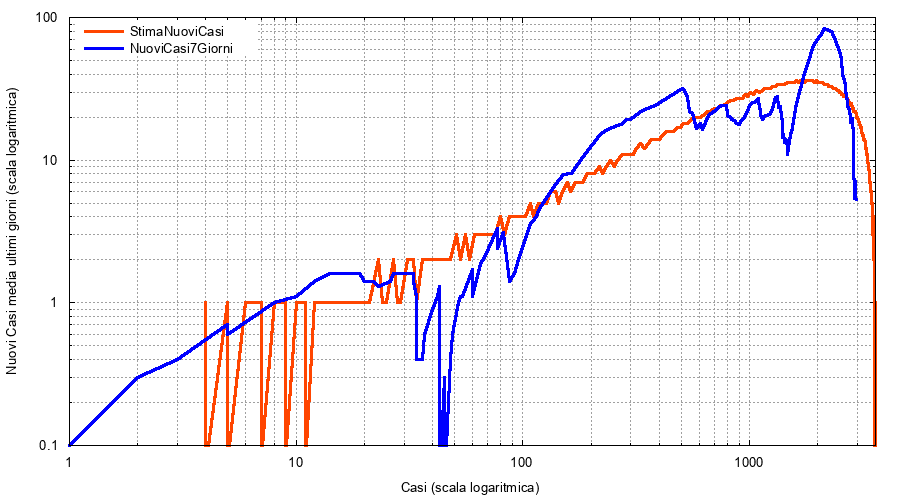 100
StimaNuoviCasi
NuoviCasi7Giorni
10
1
0.1
Nuovi Casi media ultimi giorni (scala logaritmica)
1 10 100 1000
Casi (scala logaritmica)